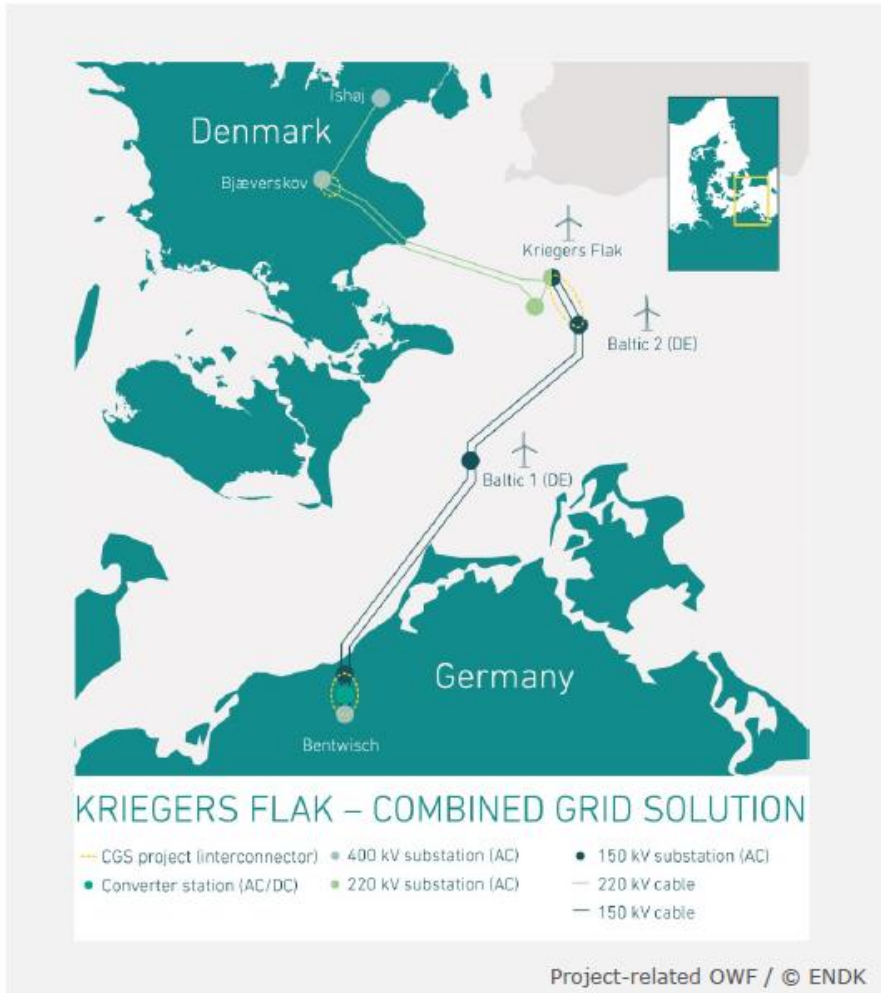 Ishøj
Denmark
Bjæverskov
Kriegers Flak
Baltic 2 (DE)
Baltic 1 (DE)
Germany
Bentwisch
KRIEGERS FLAK – COMBINED GRID SOLUTION
CGS project (interconnector)
400 kV substation (AC)
150 kV substation (AC)
Converter station (AC/DC)
220 kV substation (AC)
220 kV cable
150 kV cable
Project-related OWF / © ENDK